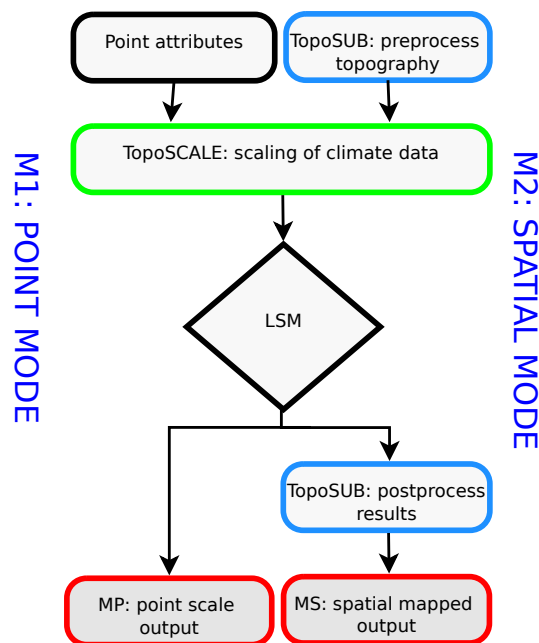 Point attributes
TopoSUB: preprocess
topography
TopoSCALE: scaling of climate data
M1: POINT MODE
M2: SPATIAL MODE
LSM
TopoSUB: postprocess
results
MP: point scale
output
MS: spatial mapped
output